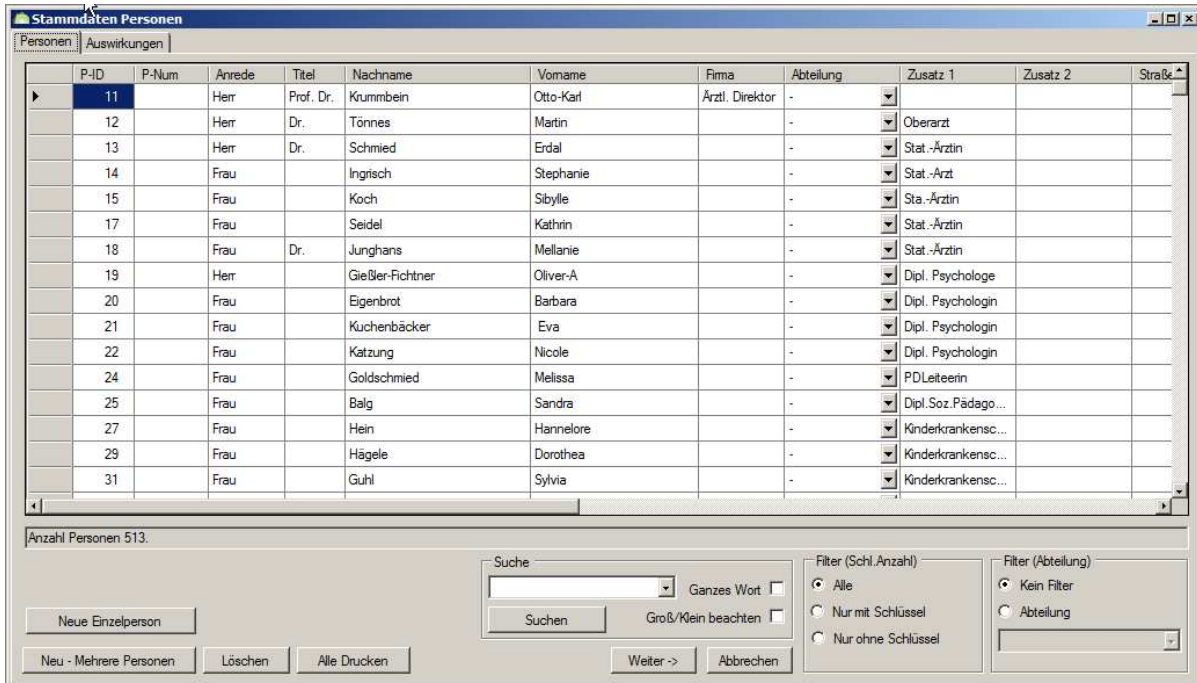 Stammdaten Personen
Personen Auswirkungen
P-ID P-Num Anrede Titel Nachname Vorname Firma Abteilung Zusatz 1 Zusatz 2 Straße
11 Herr Prof. Dr. Krummbein Otto-Karl Ärztl. Direktor -
12 Herr Dr. Tönnes Martin - Oberarzt
13 Herr Dr. Schmied Erdal - Stat.-Ärztin
14 Frau Ingrisch Stephanie - Stat.-Arzt
15 Frau Koch Sibylle - Sta.-Ärztin
17 Frau Seidel Kathrin - Stat.-Ärztin
18 Frau Dr. Junghans Mellanie - Stat.-Ärztin
19 Herr Gießler-Fichtner Oliver-A - Dipl. Psychologe
20 Frau Eigenbrot Barbara - Dipl. Psychologin
21 Frau Kuchenbäcker Eva - Dipl. Psychologin
22 Frau Katzung Nicole - Dipl. Psychologin
24 Frau Goldschmied Melissa - PDLeiteerin
25 Frau Balg Sandra - Dipl.Soz.Pädago...
27 Frau Hein Hannelore - Kinderkrankensc...
29 Frau Hägele Dorothea - Kinderkrankensc...
31 Frau Guhl Sylvia - Kinderkrankensc...
Anzahl Personen 513.
Suche Filter (Schl.Anzahl) Filter (Abteilung)
Ganzes Wort Alle Kein Filter
Neue Einzelperson Suchen Groß/Klein beachten Nur mit Schlüssel Abteilung
Nur ohne Schlüssel
Neu - Mehrere Personen Löschen Alle Drucken Weiter -> Abbrechen